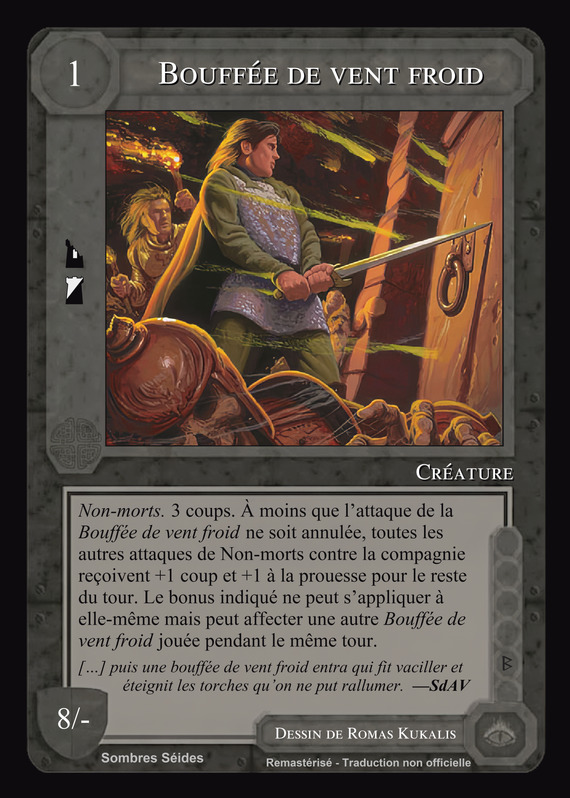 1
Bouffée de vent froid
Créature
Non-morts. 3 coups. À moins que l’attaque de la
Bouffée de vent froid ne soit annulée, toutes les
autres attaques de Non-morts contre la compagnie
reçoivent +1 coup et +1 à la prouesse pour le reste
du tour. Le bonus indiqué ne peut s’appliquer à
elle-même mais peut affecter une autre Bouffée de
vent froid jouée pendant le même tour.
[…] puis une bouffée de vent froid entra qui fit vaciller et
éteignit les torches qu’on ne put rallumer. —SdAV
8/-
Dessin de Romas Kukalis
Sombres Séides
Remastérisé - Traduction non officielle